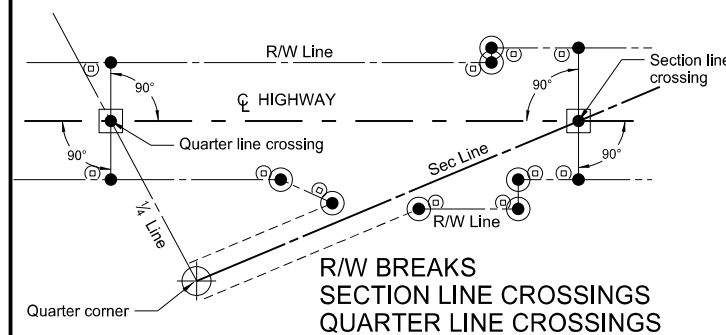 R/W Line
90°
90°
Section line
crossing
℄ HIGHWAY
Quarter line crossing
90°
90°
Sec Line
¼ Line
R/W Line
Quarter corner
R/W BREAKS
SECTION LINE CROSSINGS
QUARTER LINE CROSSINGS